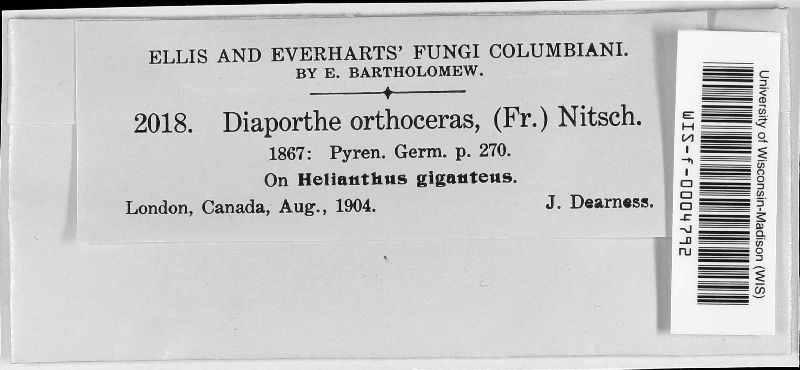 ELLIS AND EVERHARTS' FUNGI COLUMBIANI.
BY E. BARTHOLOMEW.
2018. Diaporthe orthoceras, (Fr.) Nitsch.
1867: Pyren. Germ. p. 270.
On Helianthus giganteus.
London, Canada, Aug., 1904. J. Dearness.
University of Wisconsin-Madison (WIS)
WIS-f-0004792